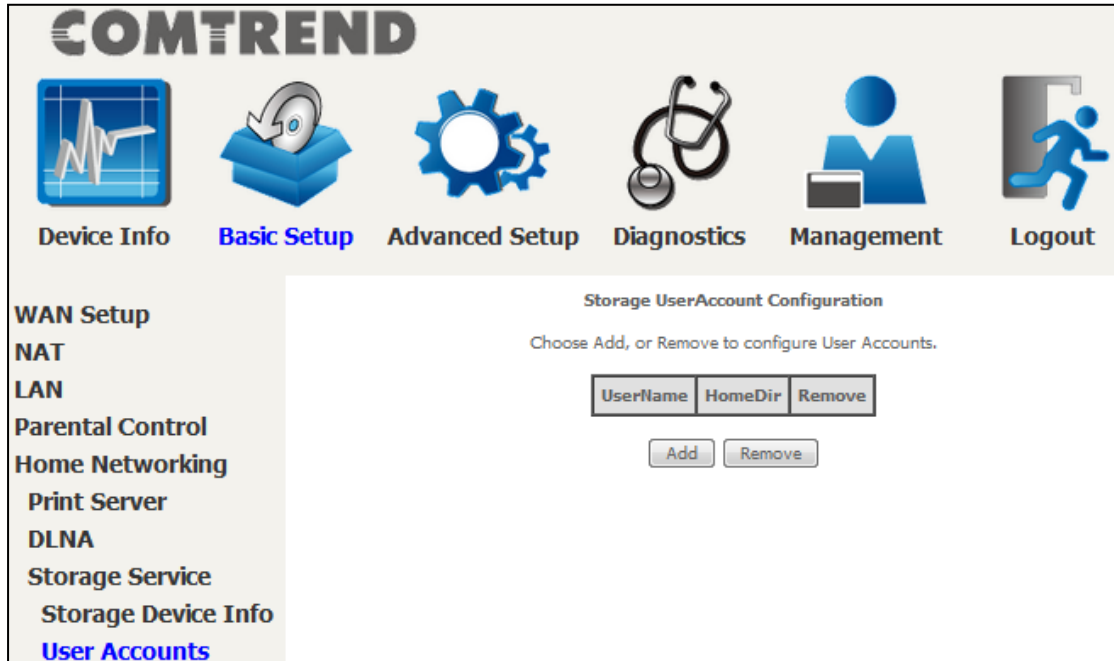 COMTREND
Device Info Basic Setup Advanced Setup Diagnostics Management Logout
WAN Setup
NAT
LAN
Parental Control
Home Networking
Print Server
DLNA
Storage Service
Storage Device Info
User Accounts
Storage UserAccount Configuration
Choose Add, or Remove to configure User Accounts.
UserName HomeDir Remove
Add Remove